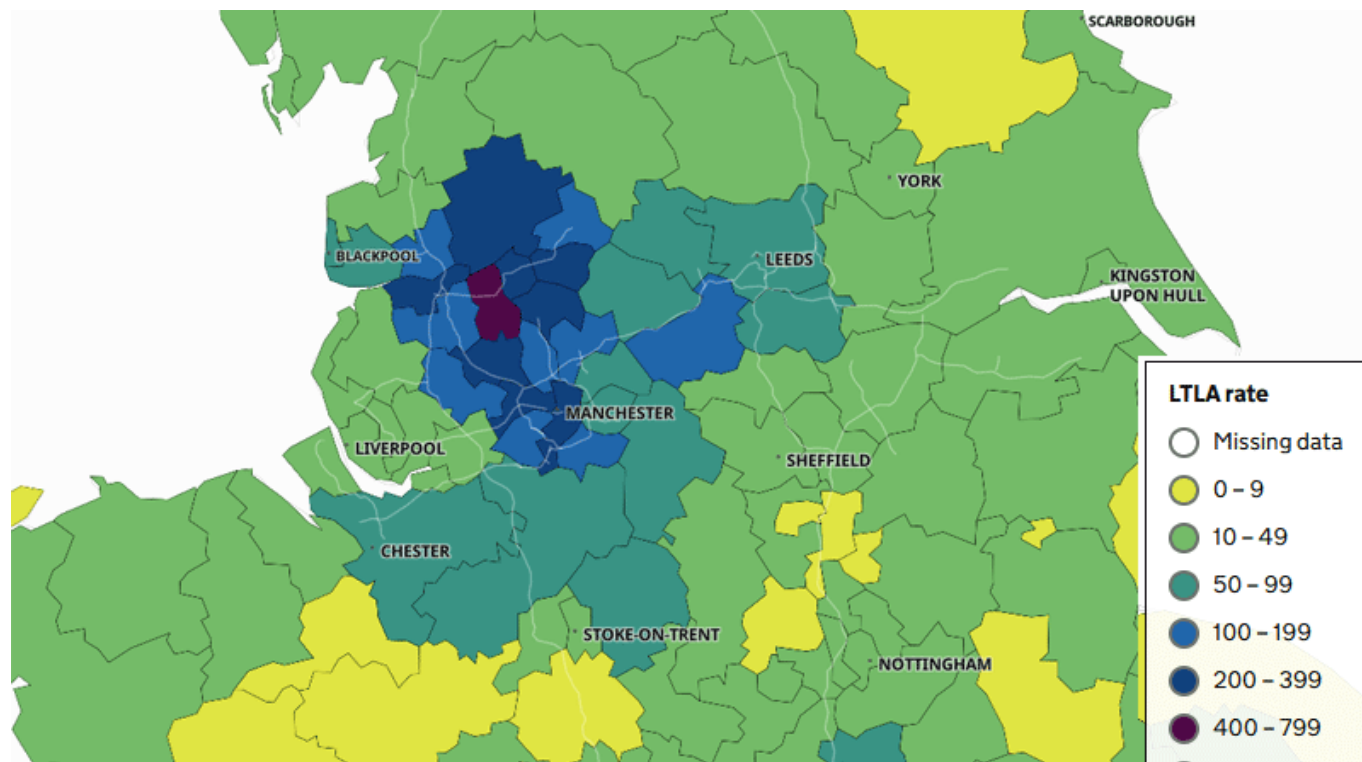 SCARBOROUGH
YORK
BLACKPOOL
LEEDS
KINGSTON
UPON HULL
MANCHESTER
LIVERPOOL
SHEFFIELD
CHESTER
STOKE-ON-TRENT
NOTTINGHAM
LTLA rate
Missing data
0 – 9
10 – 49
50 – 99
100 – 199
200 – 399
400 – 799